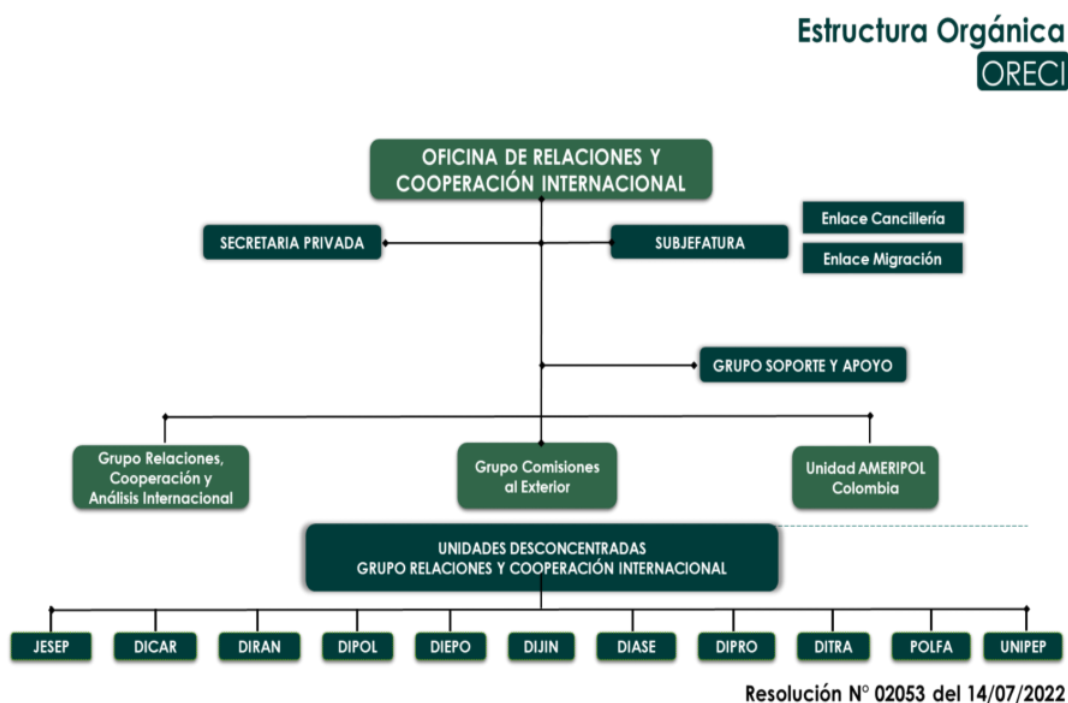 Estructura Orgánica
ORECI
OFICINA DE RELACIONES Y
COOPERACIÓN INTERNACIONAL
SECRETARIA PRIVADA
SUBJEFATURA
Enlace Cancillería
Enlace Migración
GRUPO SOPORTE Y APOYO
Grupo Relaciones,
Cooperación y
Análisis Internacional
Grupo Comisiones
al Exterior
Unidad AMERIPOL
Colombia
UNIDADES DESCONCENTRADAS
GRUPO RELACIONES Y COOPERACIÓN INTERNACIONAL
JESEP
DICAR
DIRAN
DIPOL
DIEPO
DIJIN
DIASE
DIPRO
DITRA
POLFA
UNIPEP
Resolución N° 02053 del 14/07/2022